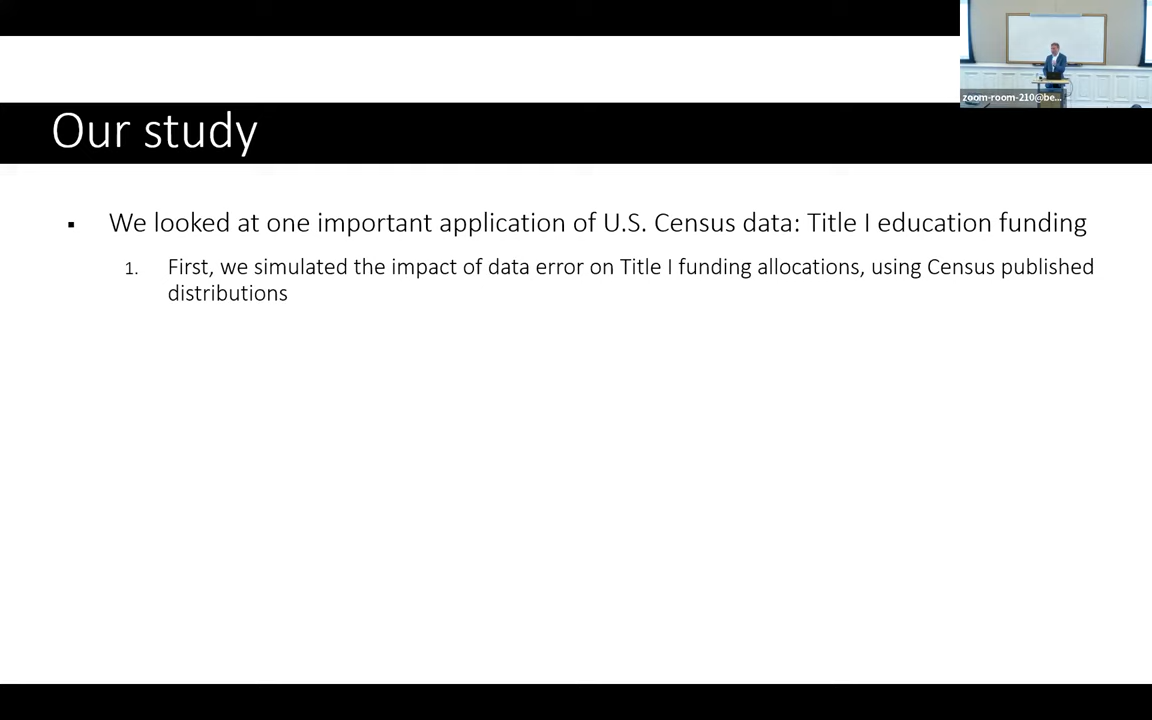 zoom-room-210@be...
Our study
▪ We looked at one important application of U.S. Census data: Title I education funding
1. First, we simulated the impact of data error on Title I funding allocations, using Census published
distributions